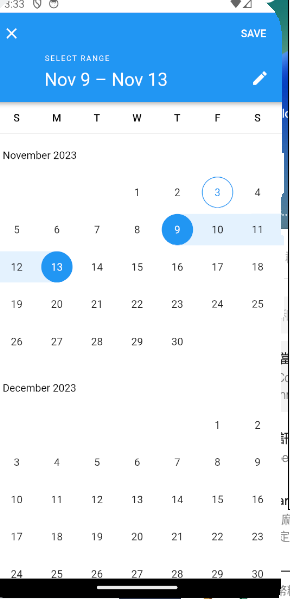 3:33
SAVE
SELECT RANGE
Nov 9 – Nov 13
S M T W T F S
November 2023
1 2 3 4
5 6 7 8 9 10 11
12 13 14 15 16 17 18
19 20 21 22 23 24 25
26 27 28 29 30
December 2023
1 2
3 4 5 6 7 8 9
10 11 12 13 14 15 16
17 18 19 20 21 22 23
24 25 26 27 28 29 30